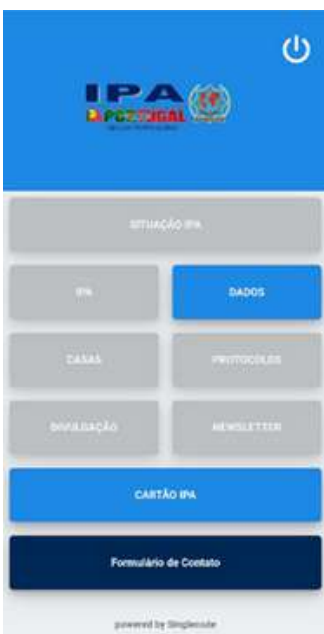 IPA
PORTUGAL
SITUAÇÃO IPA
IPA DADOS
CASAS PROTOCOLOS
DIVULGAÇÃO NEWSLETTER
CARTÃO IPA
Formulário de Contato
powered by Singlecode